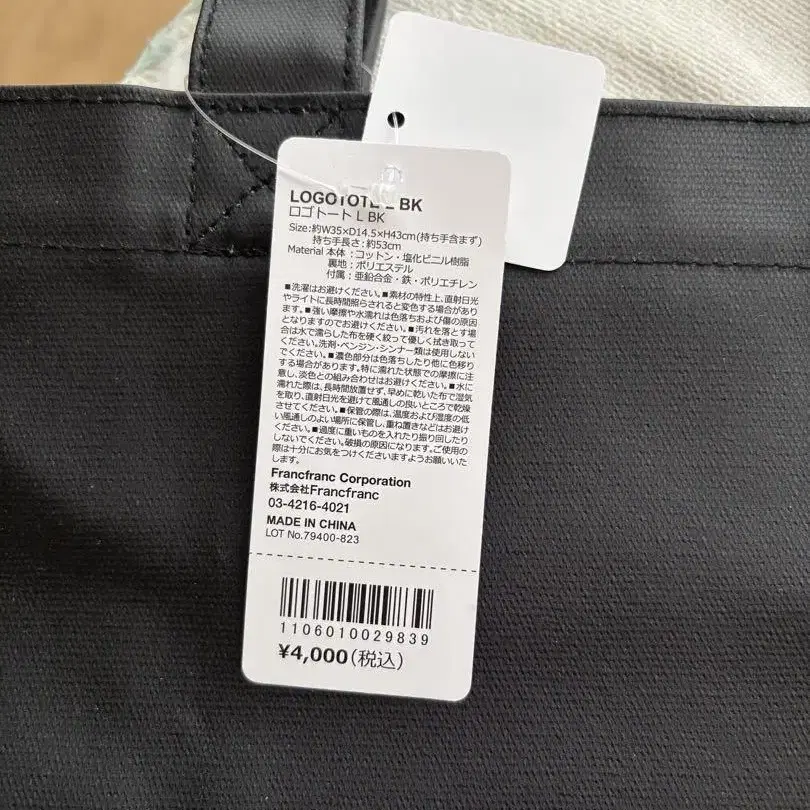 LOGOTOTE L BK
ロゴトート L BK
Size:約W35×D14.5×H43cm(持ち手含まず)
持ち手長さ:約53cm
Material 本体:コットン・塩化ビニル樹脂
裏地:ポリエステル
付属:亜鉛合金・鉄・ポリエチレン
■洗濯はお避けください。■素材の特性上、直射日光
やライトに長時間照らされると変色する場合があり
ます。■強い摩擦や水濡れは色落ちおよび傷の原因
となりますのでお避けください。■汚れを落とす場
合は水で濡らした布を硬く絞って優しく拭き取って
ください。洗剤・ベンジン・シンナー類は使用しない
でください。■濃色部分は色落ちしたり他に色移り
する場合があります。特に濡れた状態での摩擦に注
意し、淡色との組み合わせはお避けください。■水に
濡れた際は、長時間放置せず、早めに乾いた布で湿気
を取り、直射日光を避けて風通しの良いところで乾燥
させてください。■保管の際は、温度および湿度の低
い風通しのよい場所に保管し、重ね置きなどはお避け
ください。■過度に重いものを入れたり振り回したり
しないでください。破損の原因になります。ご使用の
際は十分にお気をつけくださいますようお願いいた
します。
Francfranc Corporation
株式会社Francfranc
03-4216-4021
MADE IN CHINA
LOT No.79400-823
1106010029839
¥4,000(税込)